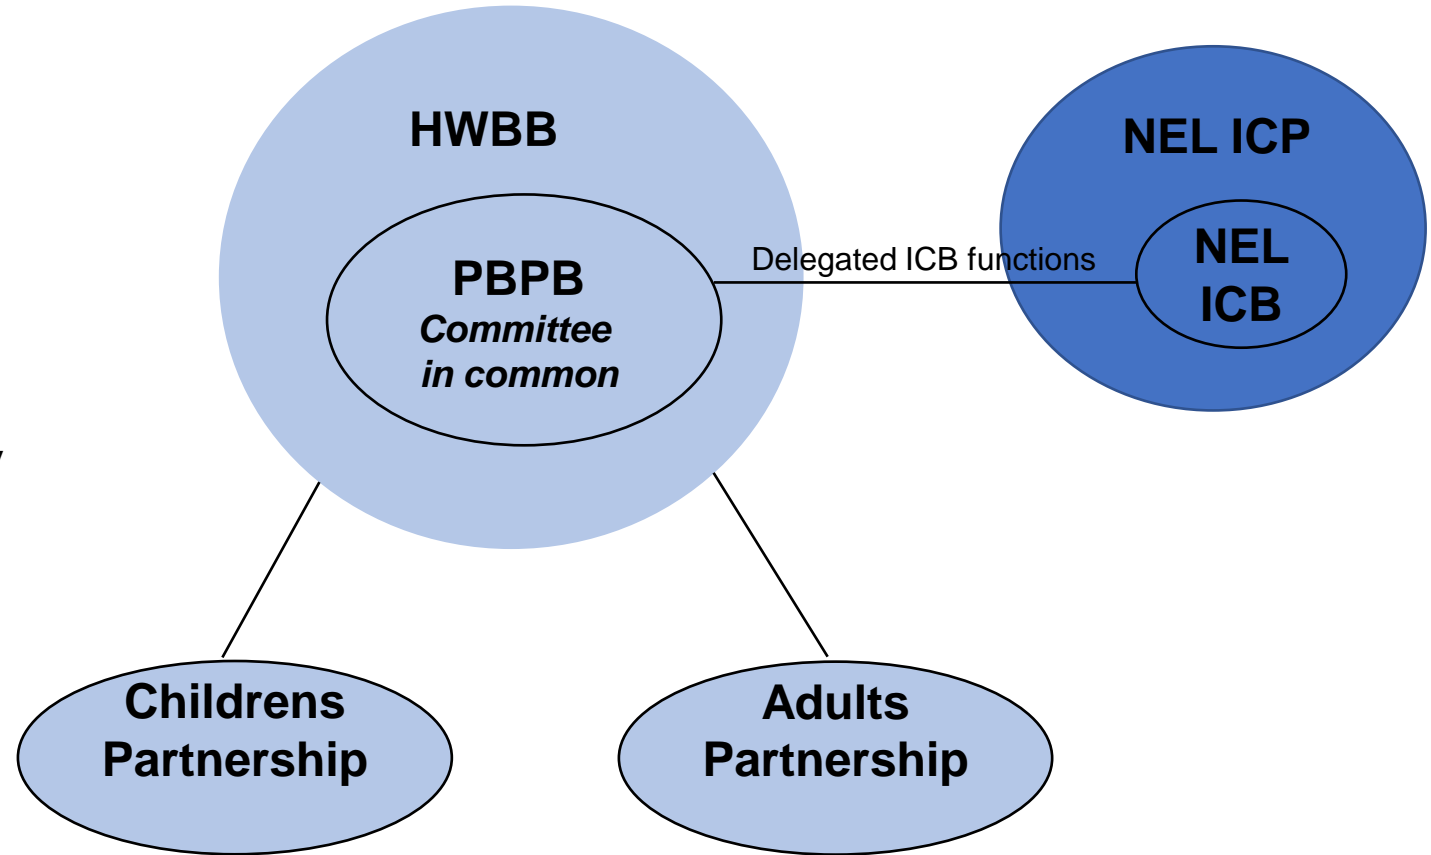 HWBB
PBPB
Committee
in common
Delegated ICB functions
NEL ICP
NEL
ICB
Childrens
Partnership
Adults
Partnership